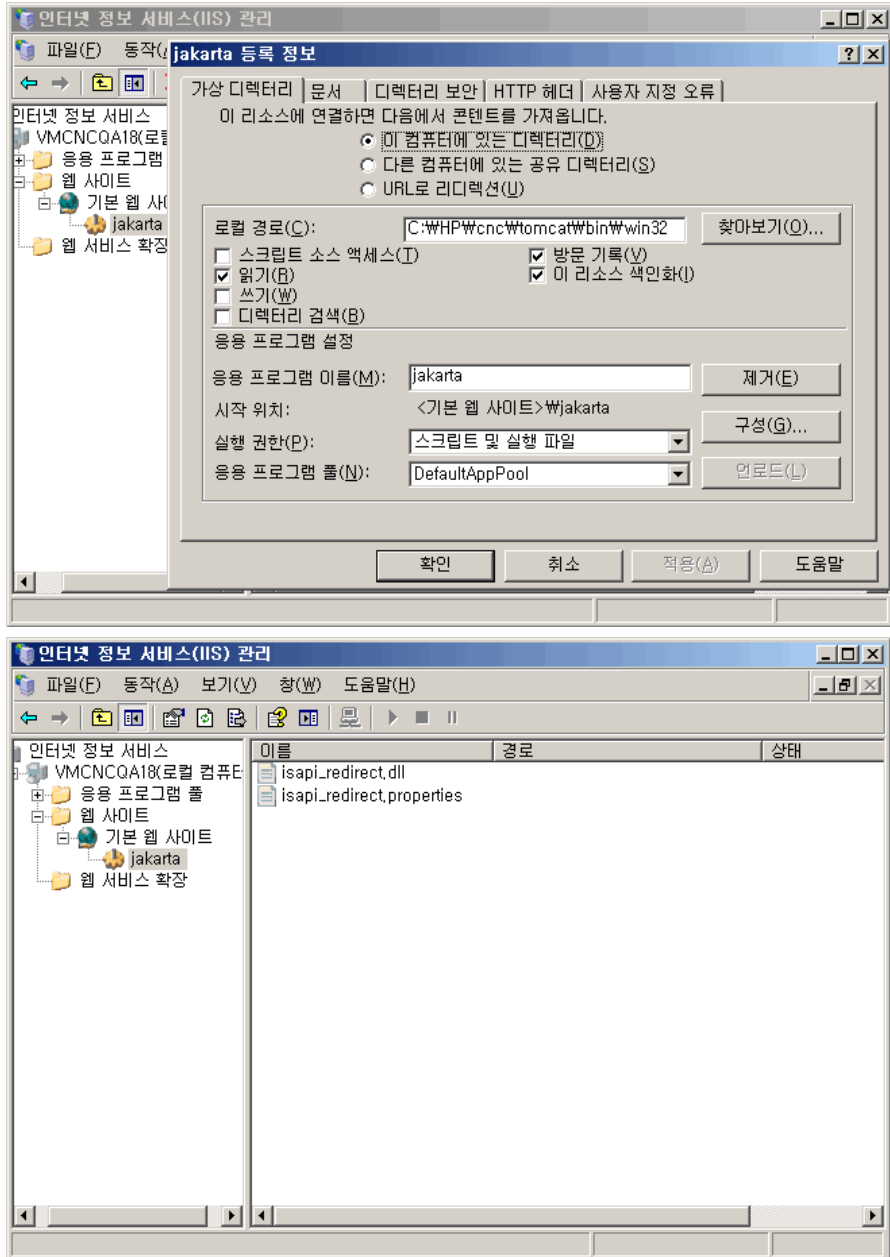 인터넷 정보 서비스(IIS) 관리
파일(F) 동작(
jakarta 등록 정보
가상 디렉터리 문서 디렉터리 보안 HTTP 헤더 사용자 지정 오류
이 리소스에 연결하면 다음에서 콘텐트를 가져옵니다.
이 컴퓨터에 있는 디렉터리(D)
다른 컴퓨터에 있는 공유 디렉터리(S)
URL로 리디렉션(U)
로컬 경로(C): C:₩HP₩cnc₩tomcat₩bin₩win32 찾아보기(O)...
스크립트 소스 액세스(T) 방문 기록(V)
읽기(R) 이 리소스 색인화(I)
쓰기(W)
디렉터리 검색(B)
응용 프로그램 설정
응용 프로그램 이름(M): jakarta 제거(E)
시작 위치: <기본 웹 사이트>₩jakarta
구성(G)...
실행 권한(P): 스크립트 및 실행 파일
응용 프로그램 풀(N): DefaultAppPool 언로드(L)
확인 취소 적용(A) 도움말
인터넷 정보 서비스
VMCNCQA18(로컬
응용 프로그램
웹 사이트
기본 웹 사이
jakarta
웹 서비스 확장
인터넷 정보 서비스(IIS) 관리
파일(F) 동작(A) 보기(V) 창(W) 도움말(H)
인터넷 정보 서비스
VMCNCQA18(로컬 컴퓨터
응용 프로그램 풀
웹 사이트
기본 웹 사이트
jakarta
웹 서비스 확장
이름 경로 상태
isapi_redirect.dll
isapi_redirect.properties